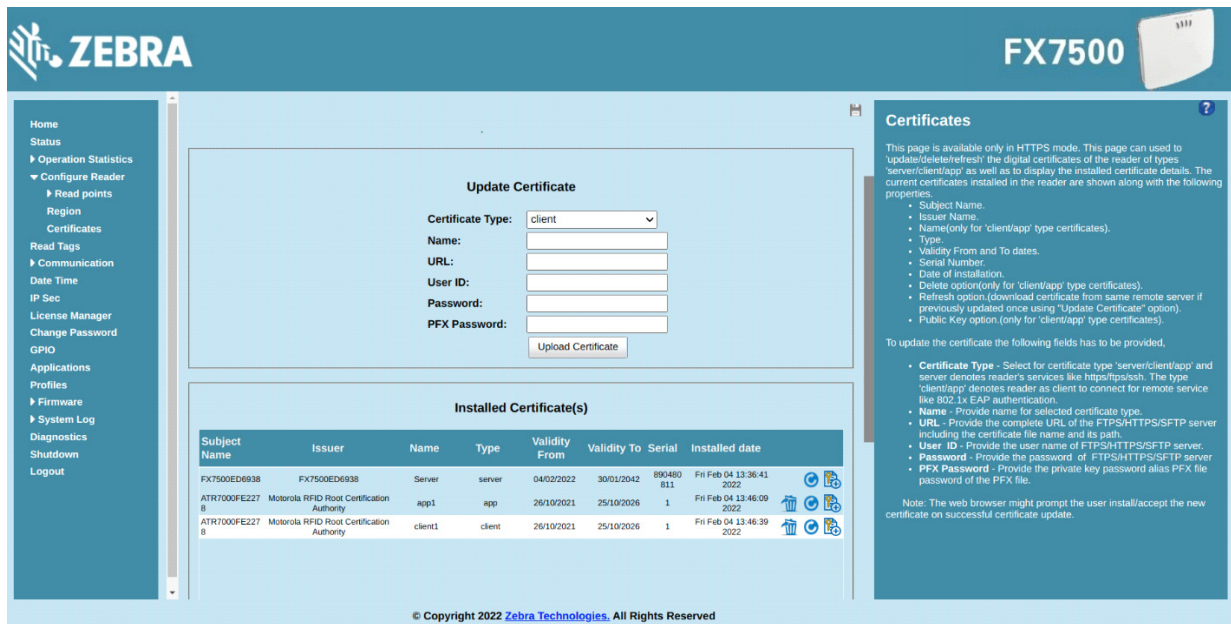 ZEBRA
FX7500
Home
Status
Operation Statistics
Configure Reader
Read points
Region
Certificates
Read Tags
Communication
Date Time
IP Sec
License Manager
Change Password
GPIO
Applications
Profiles
Firmware
System Log
Diagnostics
Shutdown
Logout
Update Certificate
Certificate Type: client
Name:
URL:
User ID:
Password:
PFX Password:
Upload Certificate
Installed Certificate(s)
Subject Name Issuer Name Type Validity From Validity To Serial Installed date
FX7500ED6938 FX7500ED6938 Server server 04/02/2022 30/01/2042 890480811 Fri Feb 04 13:36:41 2022
ATR7000FE2278 Motorola RFID Root Certification Authority app1 app 26/10/2021 25/10/2026 1 Fri Feb 04 13:46:09 2022
ATR7000FE2278 Motorola RFID Root Certification Authority client1 client 26/10/2021 25/10/2026 1 Fri Feb 04 13:46:39 2022
?
Certificates
This page is available only in HTTPS mode. This page can used to
'update/delete/refresh' the digital certificates of the reader of types
'server/client/app' as well as to display the installed certificate details. The
current certificates installed in the reader are shown along with the following
properties.
• Subject Name.
• Issuer Name.
• Name(only for 'client/app' type certificates).
• Type.
• Validity From and To dates.
• Serial Number.
• Date of installation.
• Delete option(only for 'client/app' type certificates).
• Refresh option.(download certificate from same remote server if
previously updated once using "Update Certificate" option).
• Public Key option.(only for 'client/app' type certificates).
To update the certificate the following fields has to be provided,
• Certificate Type - Select for certificate type 'server/client/app' and
server denotes reader's services like https/ftps/ssh. The type
'client/app' denotes reader as client to connect for remote service
like 802.1x EAP authentication.
• Name - Provide name for selected certificate type.
• URL - Provide the complete URL of the FTPS/HTTPS/SFTP server
including the certificate file name and its path.
• User ID - Provide the user name of FTPS/HTTPS/SFTP server.
• Password - Provide the password of FTPS/HTTPS/SFTP server
• PFX Password - Provide the private key password alias PFX file
password of the PFX file.
Note: The web browser might prompt the user install/accept the new
certificate on successful certificate update.
© Copyright 2022 Zebra Technologies. All Rights Reserved